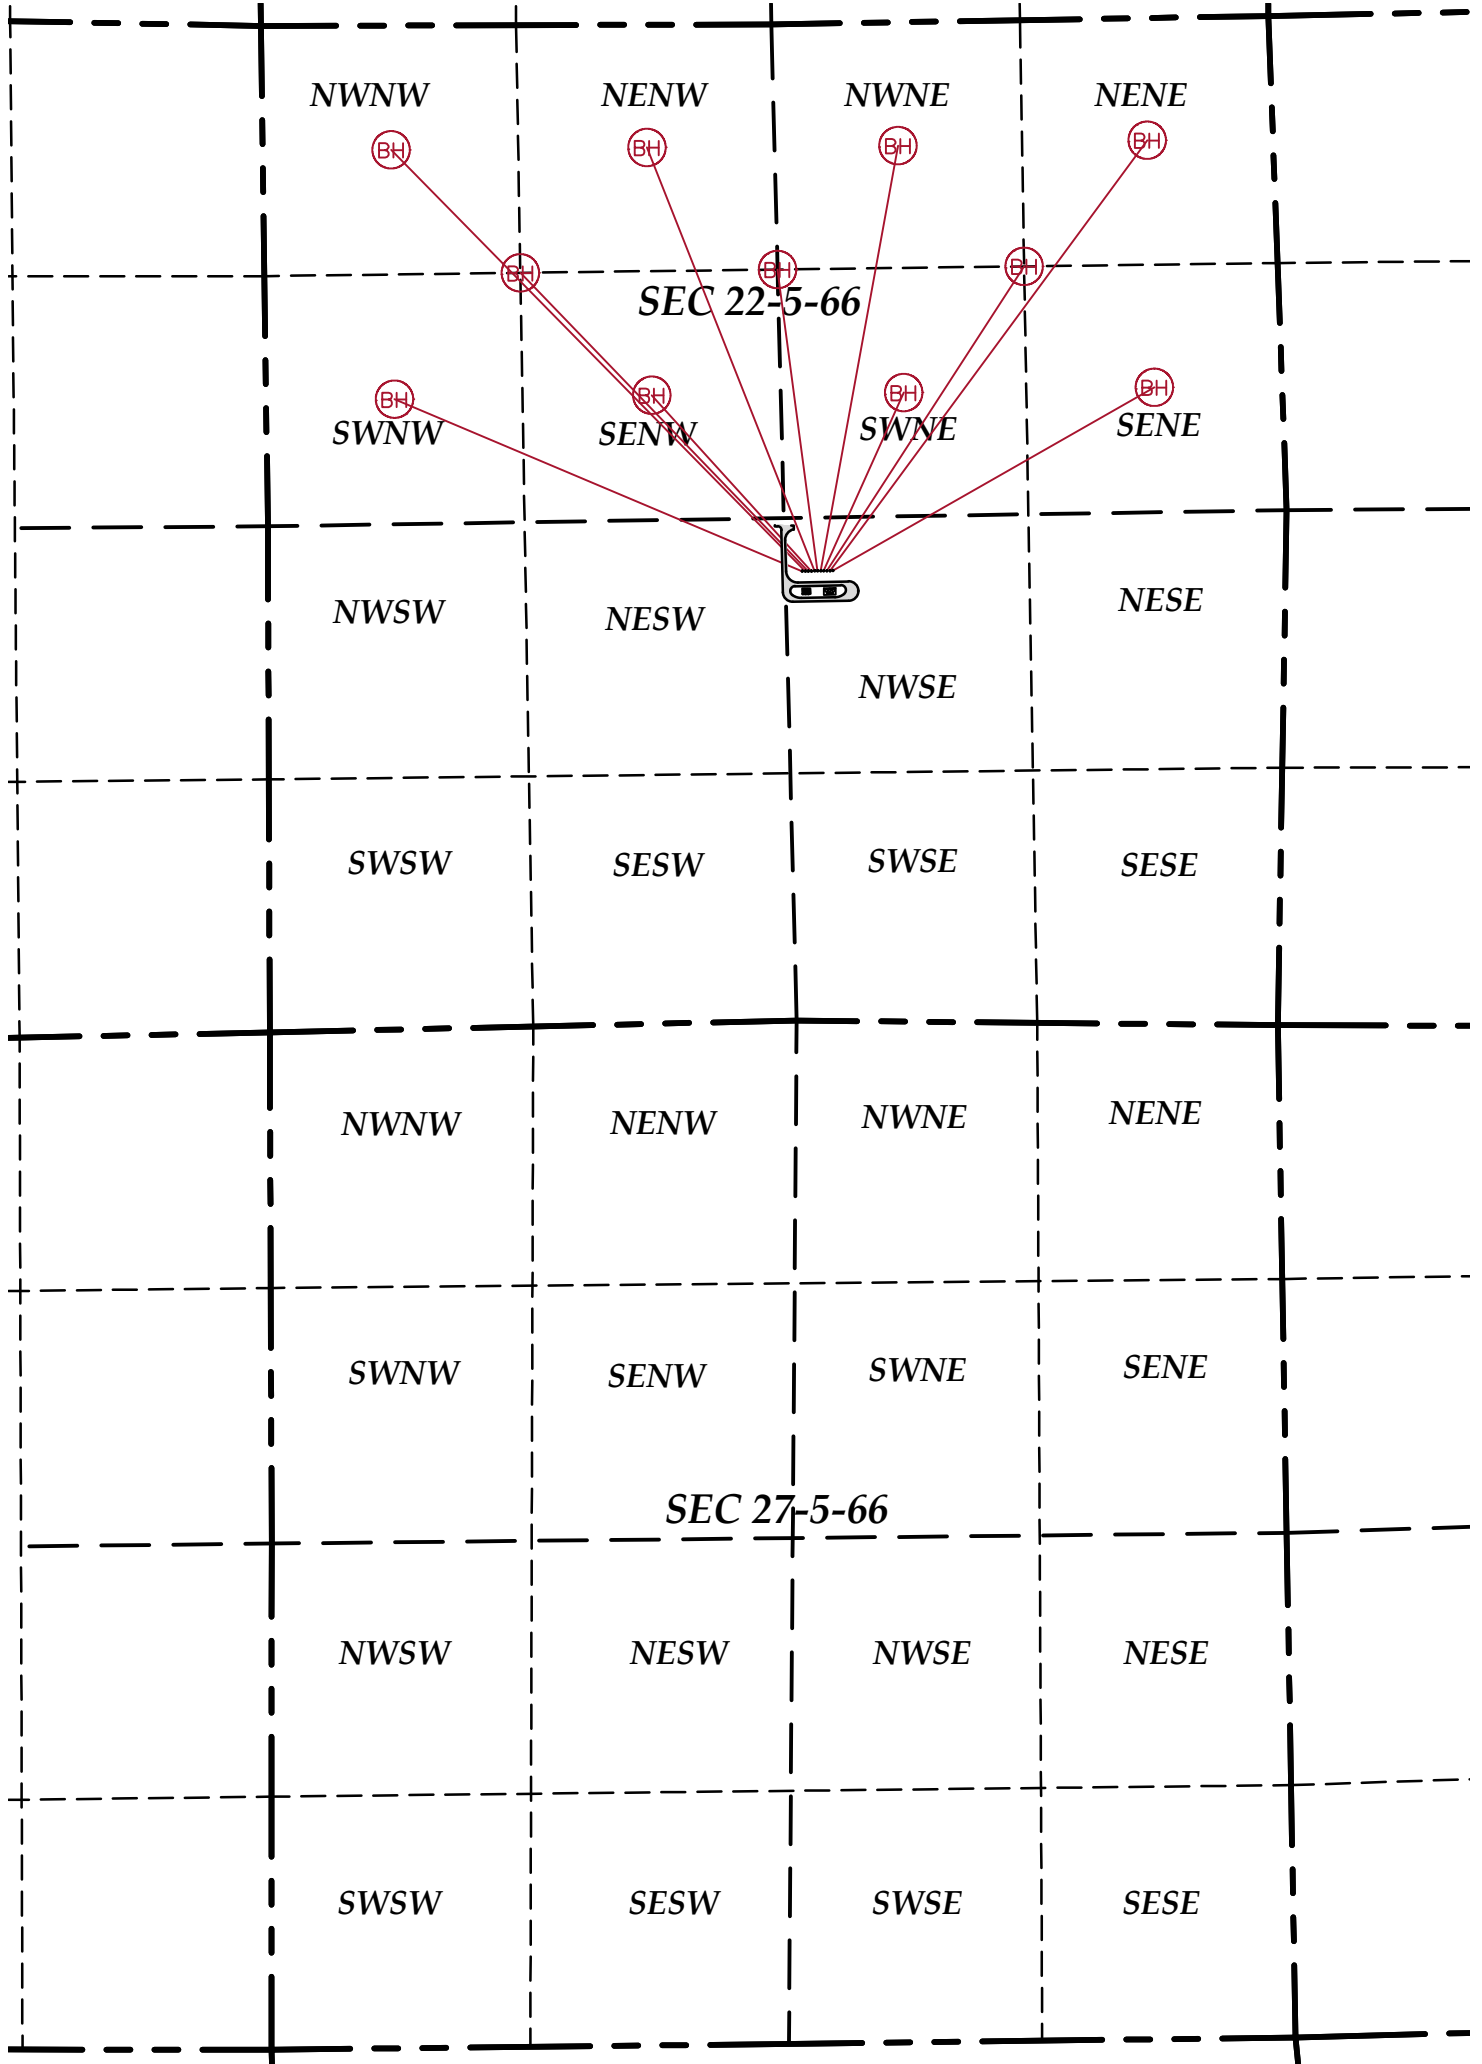 NWNW NENW NWNE NENE
BH BH BH BH
BH BH BH
SEC 22-5-66
BH BH BH BH
SWNW SENW SWNE SENE
NWSW NESW NESE
NWSE
SWSW SESW SWSE SESE
NWNW NENW NWNE NENE
SWNW SENW SWNE SENE
SEC 27-5-66
NWSW NESW NWSE NESE
SWSW SESW SWSE SESE